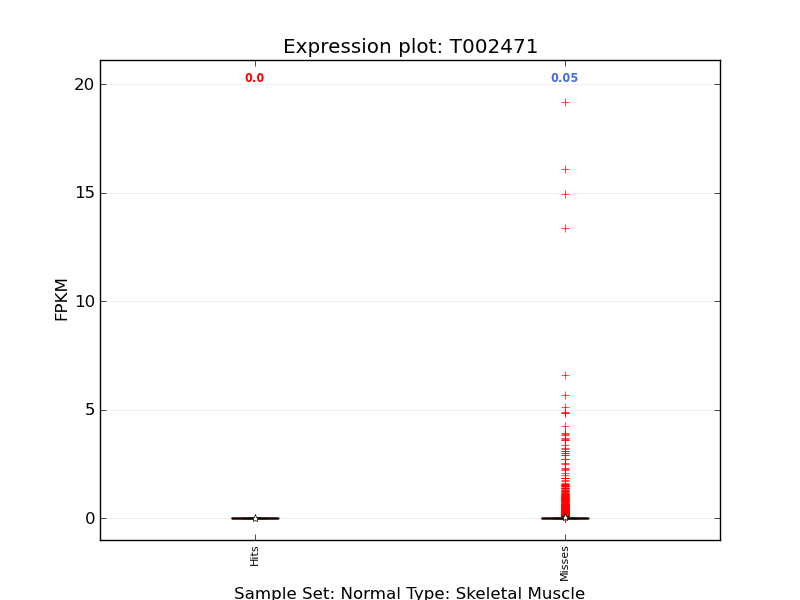 Expression plot: T002471
0.0
0.05
20
15
10
5
0
FPKM
Hits
Misses
Sample Set: Normal Type: Skeletal Muscle